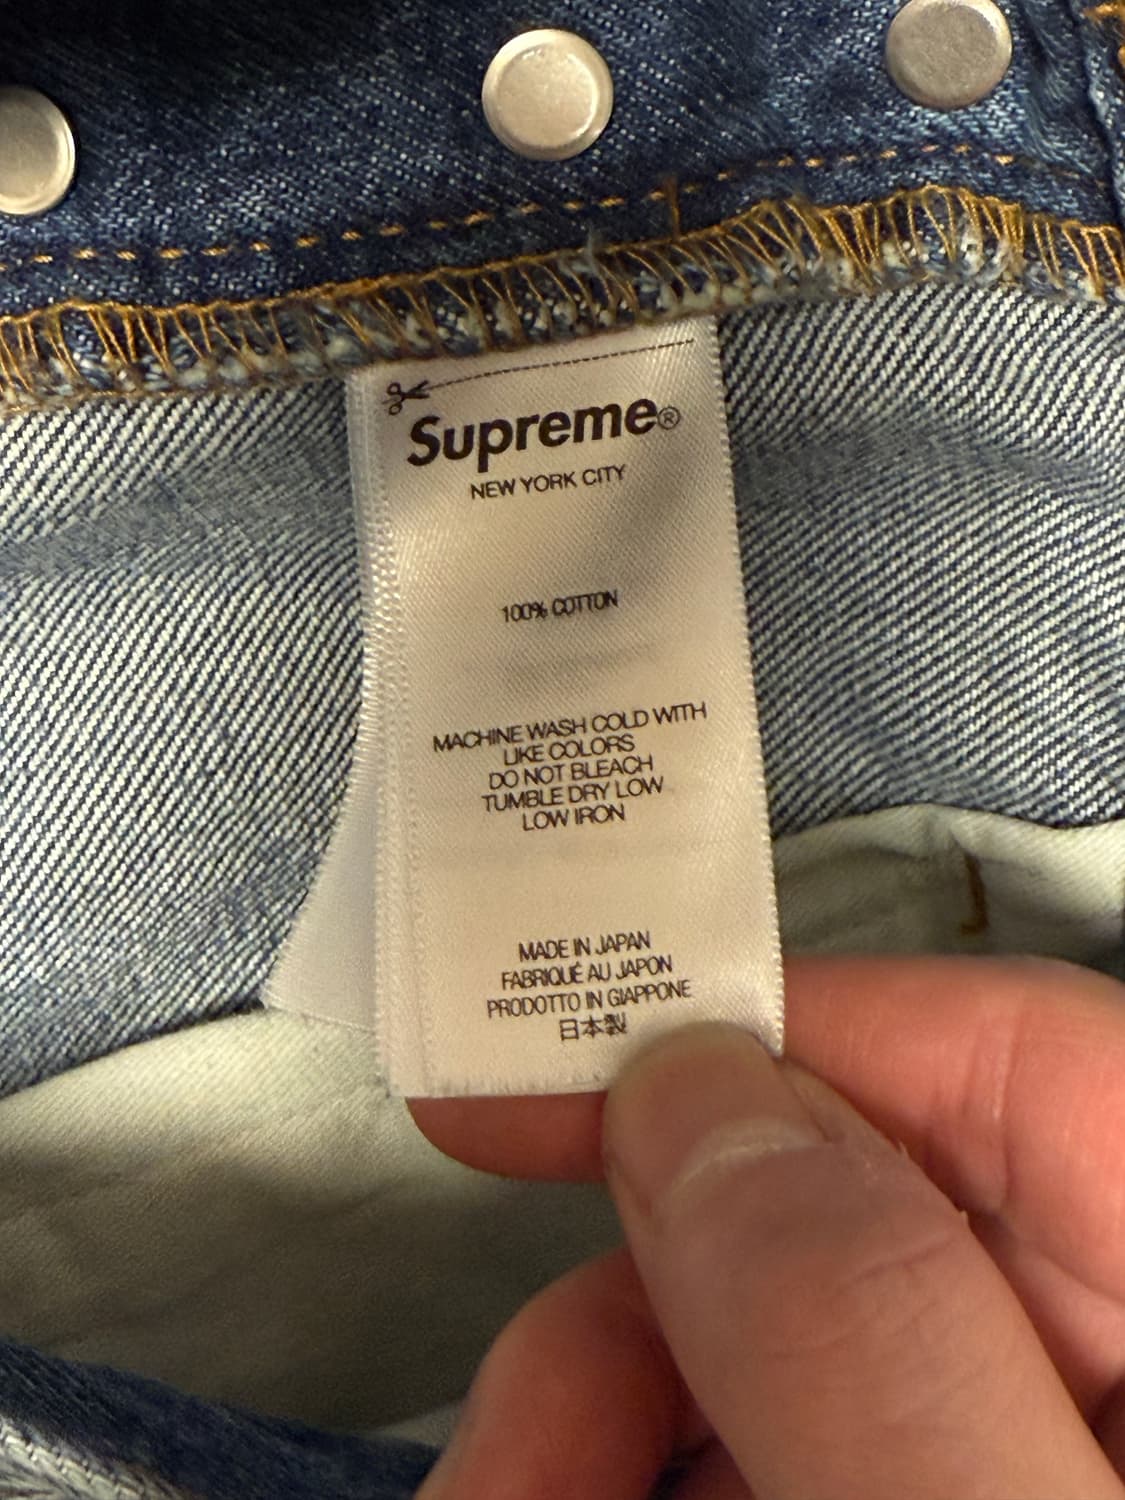 Supreme®
NEW YORK CITY
100% COTTON
MACHINE WASH COLD WITH
LIKE COLORS
DO NOT BLEACH
TUMBLE DRY LOW
LOW IRON
MADE IN JAPAN
FABRIQUÉ AU JAPON
PRODOTTO IN GIAPPONE
日本製